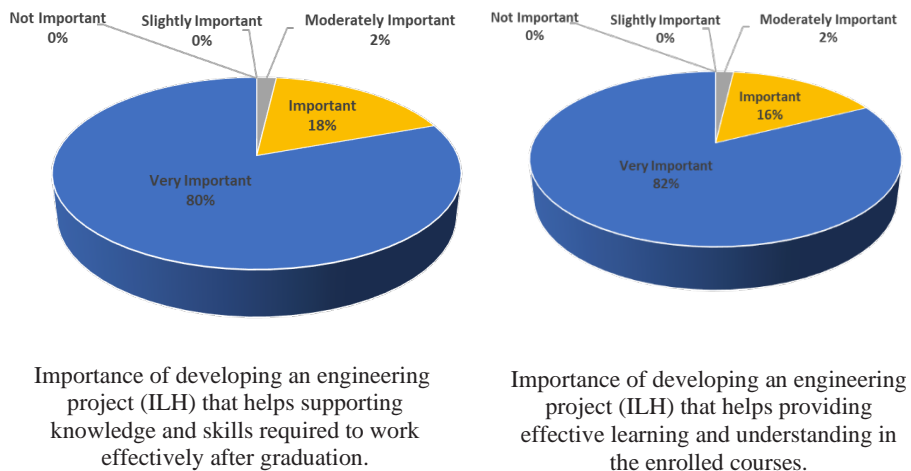 Not Important
0%
Slightly Important
0%
Moderately Important
2%
Important
18%
Very Important
80%
Importance of developing an engineering
project (ILH) that helps supporting
knowledge and skills required to work
effectively after graduation.
Not Important
0%
Slightly Important
0%
Moderately Important
2%
Important
16%
Very Important
82%
Importance of developing an engineering
project (ILH) that helps providing
effective learning and understanding in
the enrolled courses.